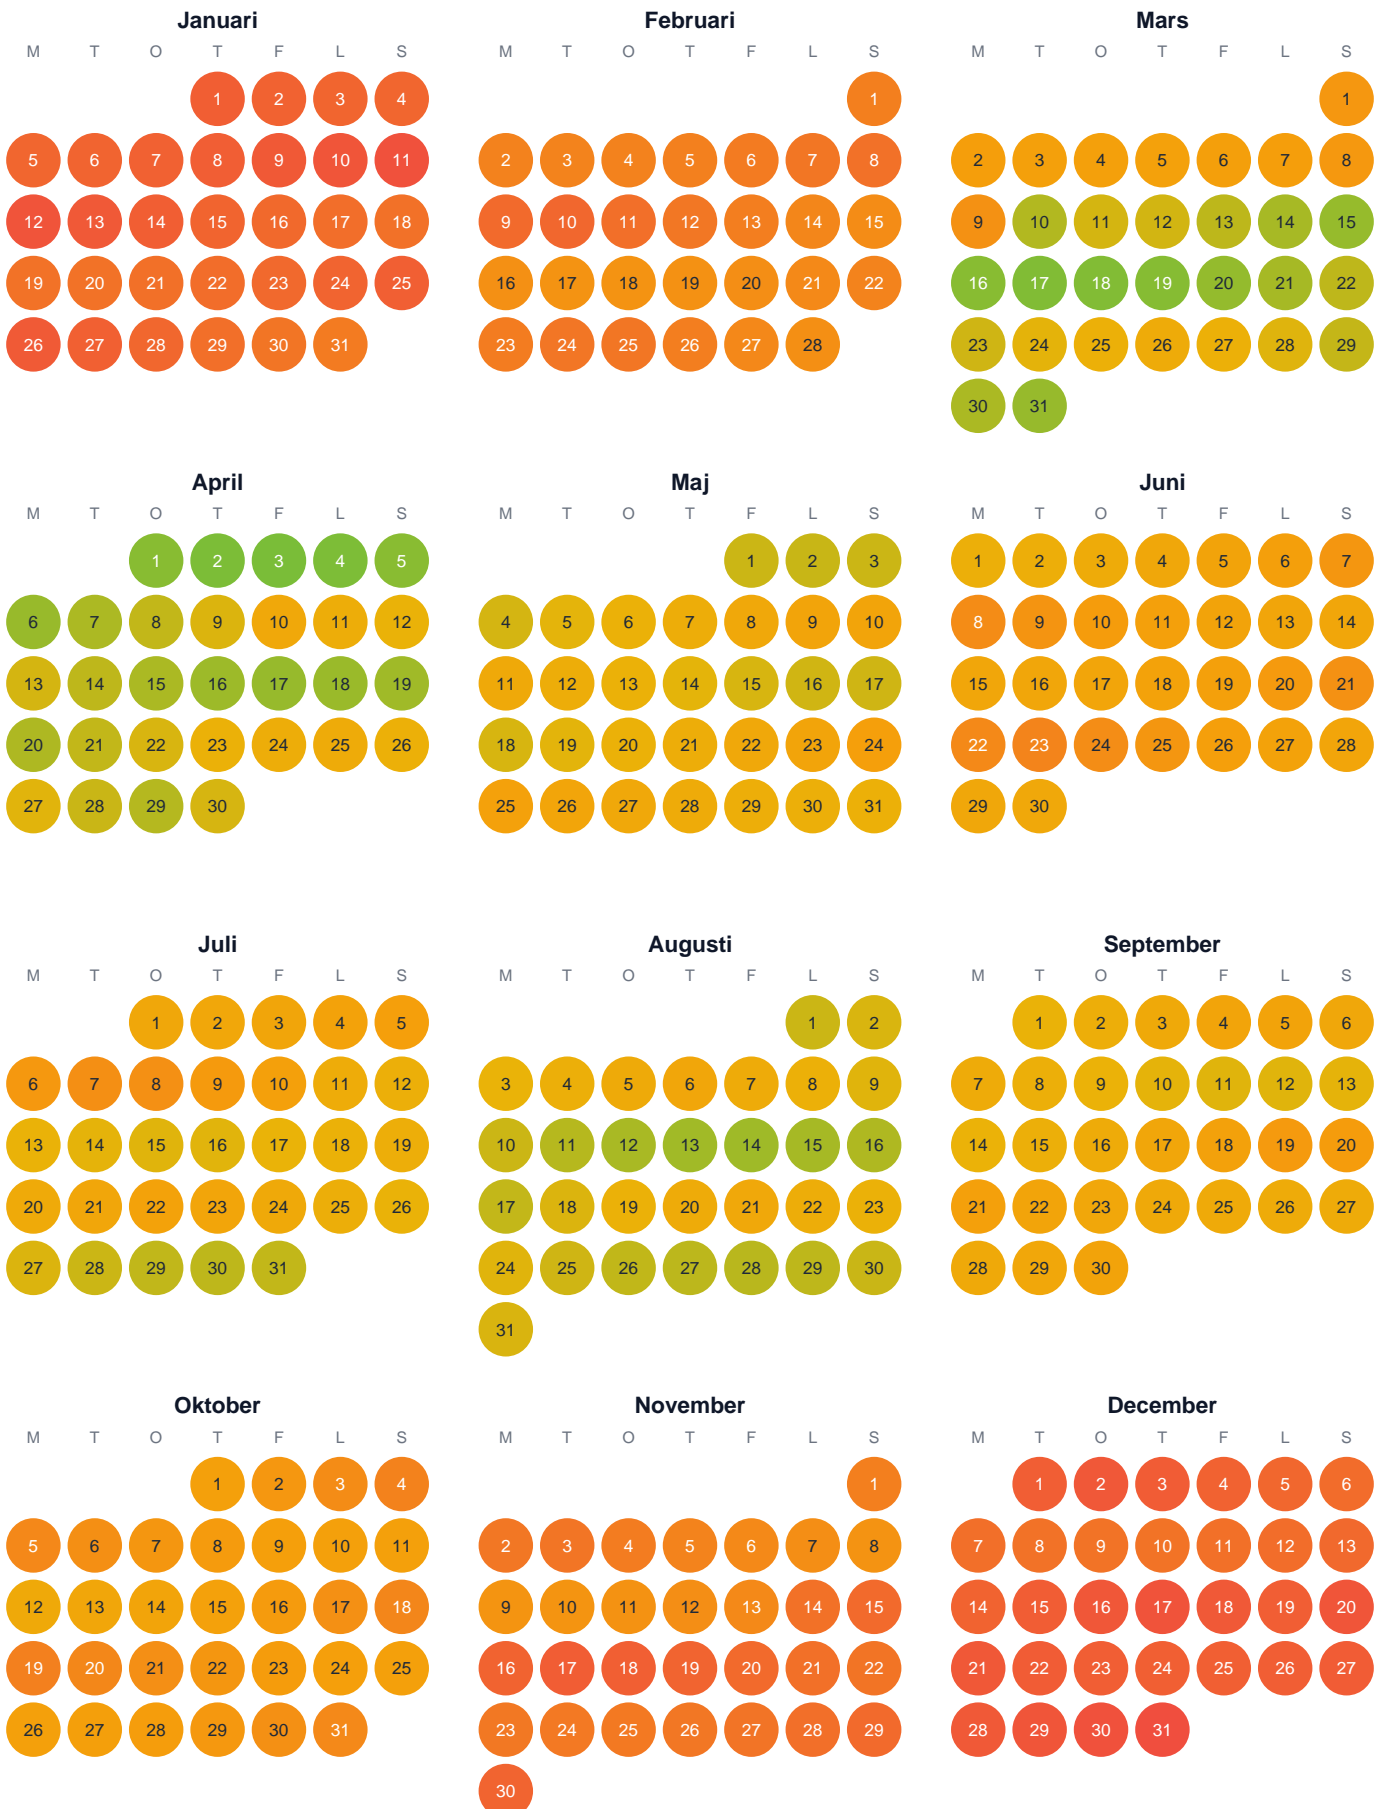 Januari Februari Mars
M T O T F L S M T O T F L S M T O T F L S
1 2 3 4 1 1
5 6 7 8 9 10 11 2 3 4 5 6 7 8 2 3 4 5 6 7 8
12 13 14 15 16 17 18 9 10 11 12 13 14 15 9 10 11 12 13 14 15
19 20 21 22 23 24 25 16 17 18 19 20 21 22 16 17 18 19 20 21 22
26 27 28 29 30 31 23 24 25 26 27 28 23 24 25 26 27 28 29
30 31
April Maj Juni
M T O T F L S M T O T F L S M T O T F L S
1 2 3 4 5 1 2 3 1 2 3 4 5 6 7
6 7 8 9 10 11 12 4 5 6 7 8 9 10 8 9 10 11 12 13 14
13 14 15 16 17 18 19 11 12 13 14 15 16 17 15 16 17 18 19 20 21
20 21 22 23 24 25 26 18 19 20 21 22 23 24 22 23 24 25 26 27 28
27 28 29 30 25 26 27 28 29 30 31 29 30
Juli Augusti September
M T O T F L S M T O T F L S M T O T F L S
1 2 3 4 5 1 2 1 2 3 4 5 6
6 7 8 9 10 11 12 3 4 5 6 7 8 9 7 8 9 10 11 12 13
13 14 15 16 17 18 19 10 11 12 13 14 15 16 14 15 16 17 18 19 20
20 21 22 23 24 25 26 17 18 19 20 21 22 23 21 22 23 24 25 26 27
27 28 29 30 31 24 25 26 27 28 29 30 28 29 30
31
Oktober November December
M T O T F L S M T O T F L S M T O T F L S
1 2 3 4 1 1 2 3 4 5 6
5 6 7 8 9 10 11 2 3 4 5 6 7 8 7 8 9 10 11 12 13
12 13 14 15 16 17 18 9 10 11 12 13 14 15 14 15 16 17 18 19 20
19 20 21 22 23 24 25 16 17 18 19 20 21 22 21 22 23 24 25 26 27
26 27 28 29 30 31 23 24 25 26 27 28 29 28 29 30 31
30